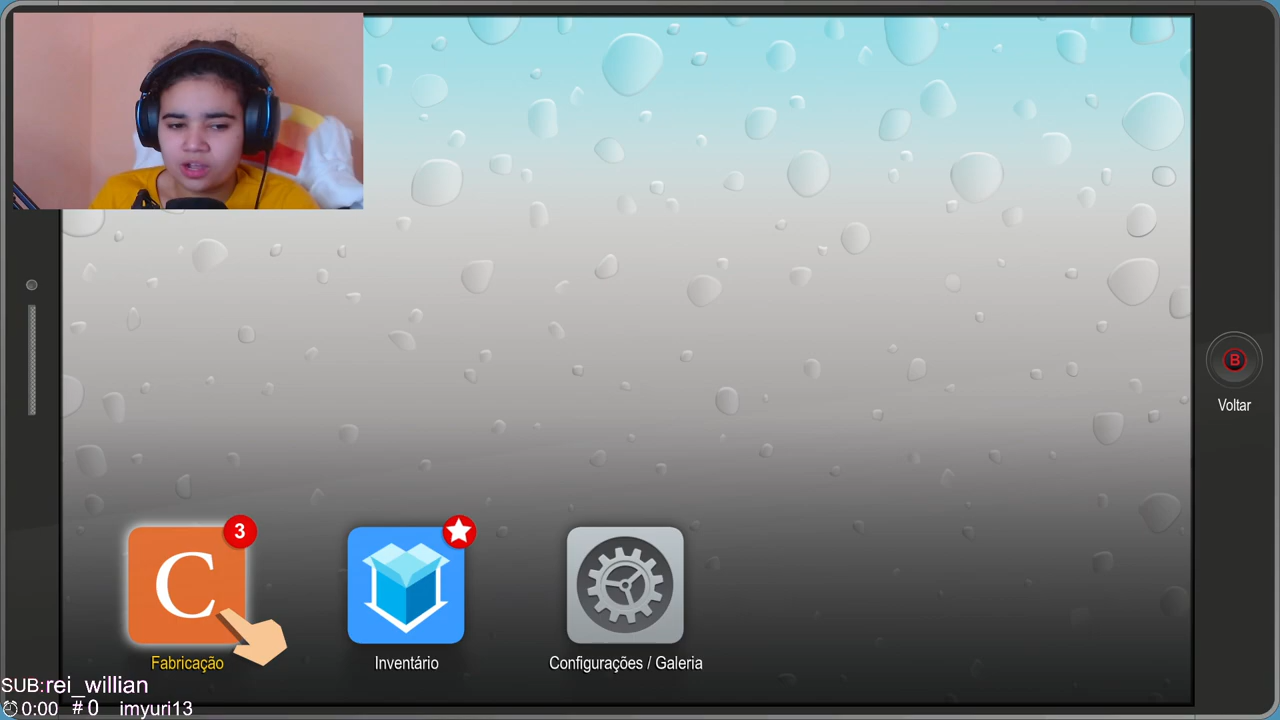 B
Voltar
3
C
Fabricação
Inventário
Configurações / Galeria
SUB:rei_willian
0:00 # 0 imyuri13